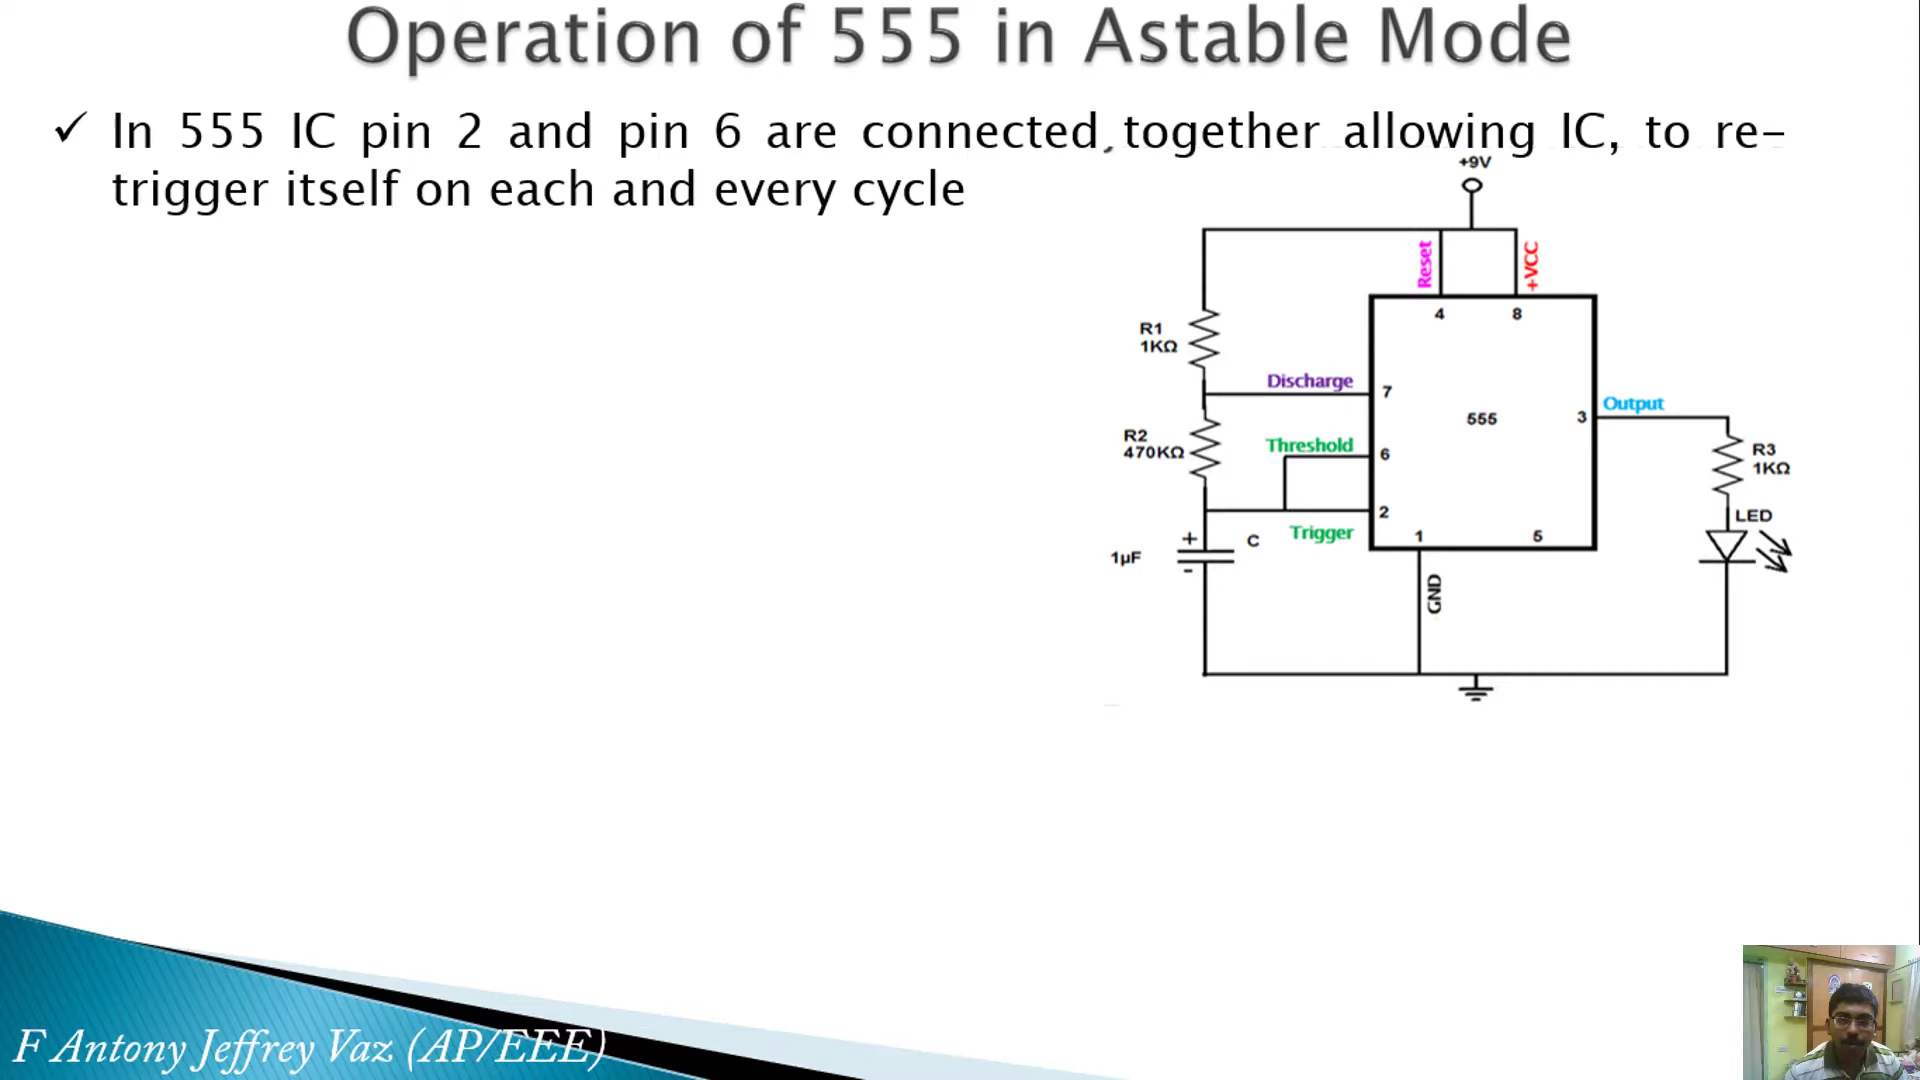 Operation of 555 in Astable Mode
✓ In 555 IC pin 2 and pin 6 are connected together allowing IC, to re-
trigger itself on each and every cycle
+9V
Reset
+VCC
4
8
R1
1KΩ
Discharge
7
555
3
Output
R2
470KΩ
Threshold
6
R3
1KΩ
2
Trigger
LED
+
C
1
5
1µF
-
GND
F Antony Jeffrey Vaz (AP/EEE)